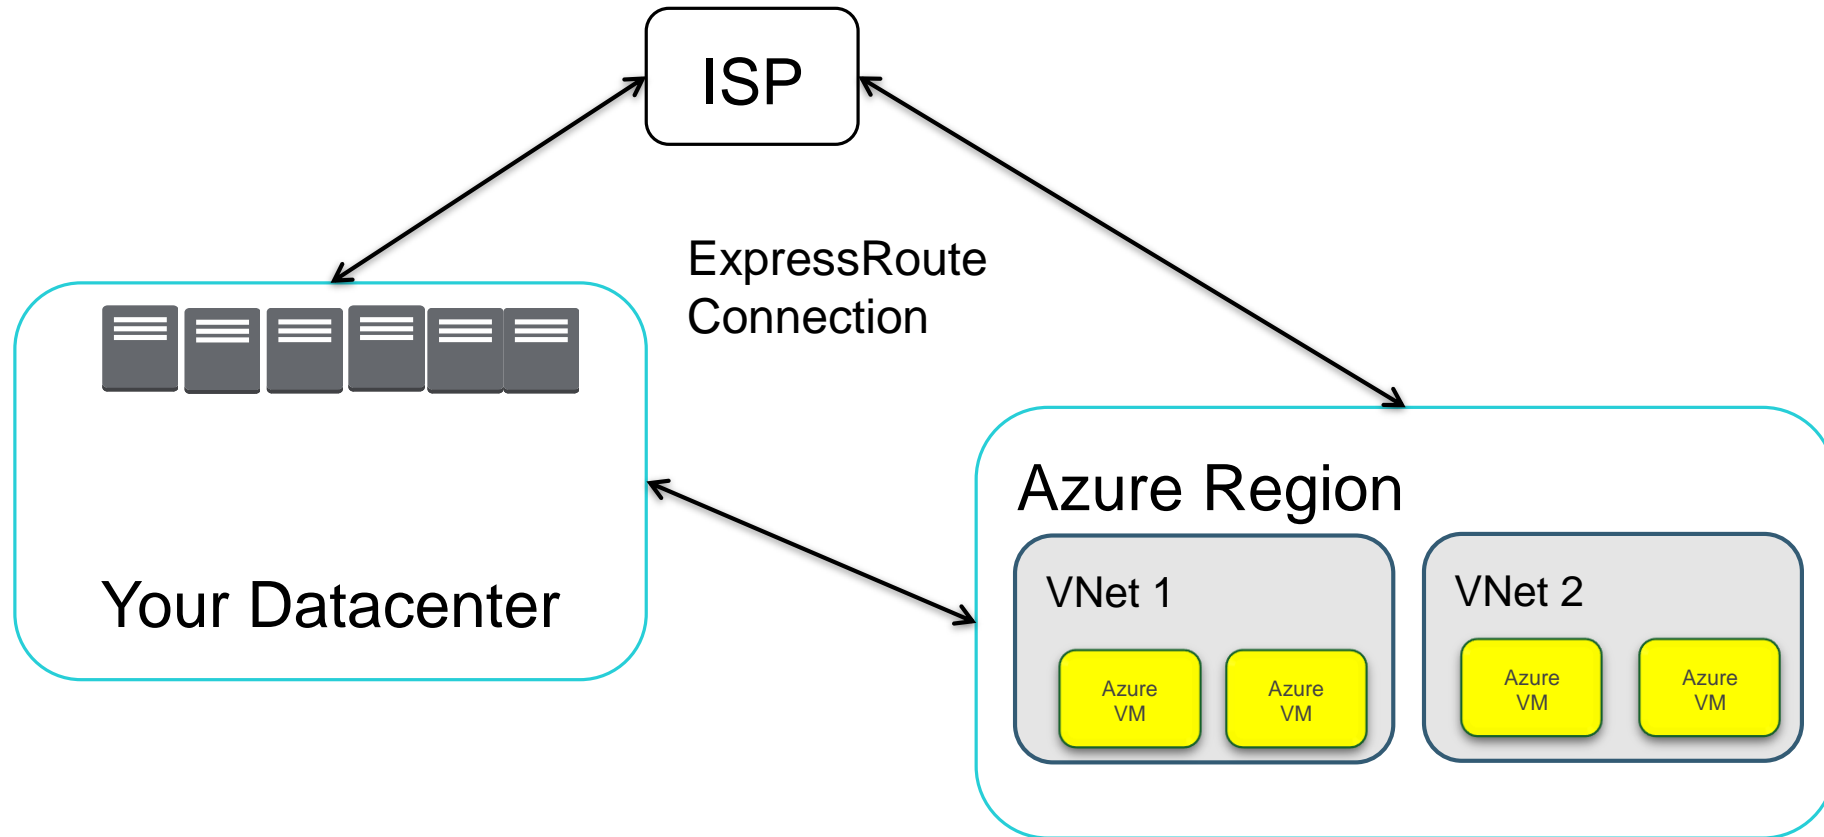 ISP
ExpressRoute
Connection
Your Datacenter
Azure Region
VNet 1
Azure
VM
Azure
VM
VNet 2
Azure
VM
Azure
VM